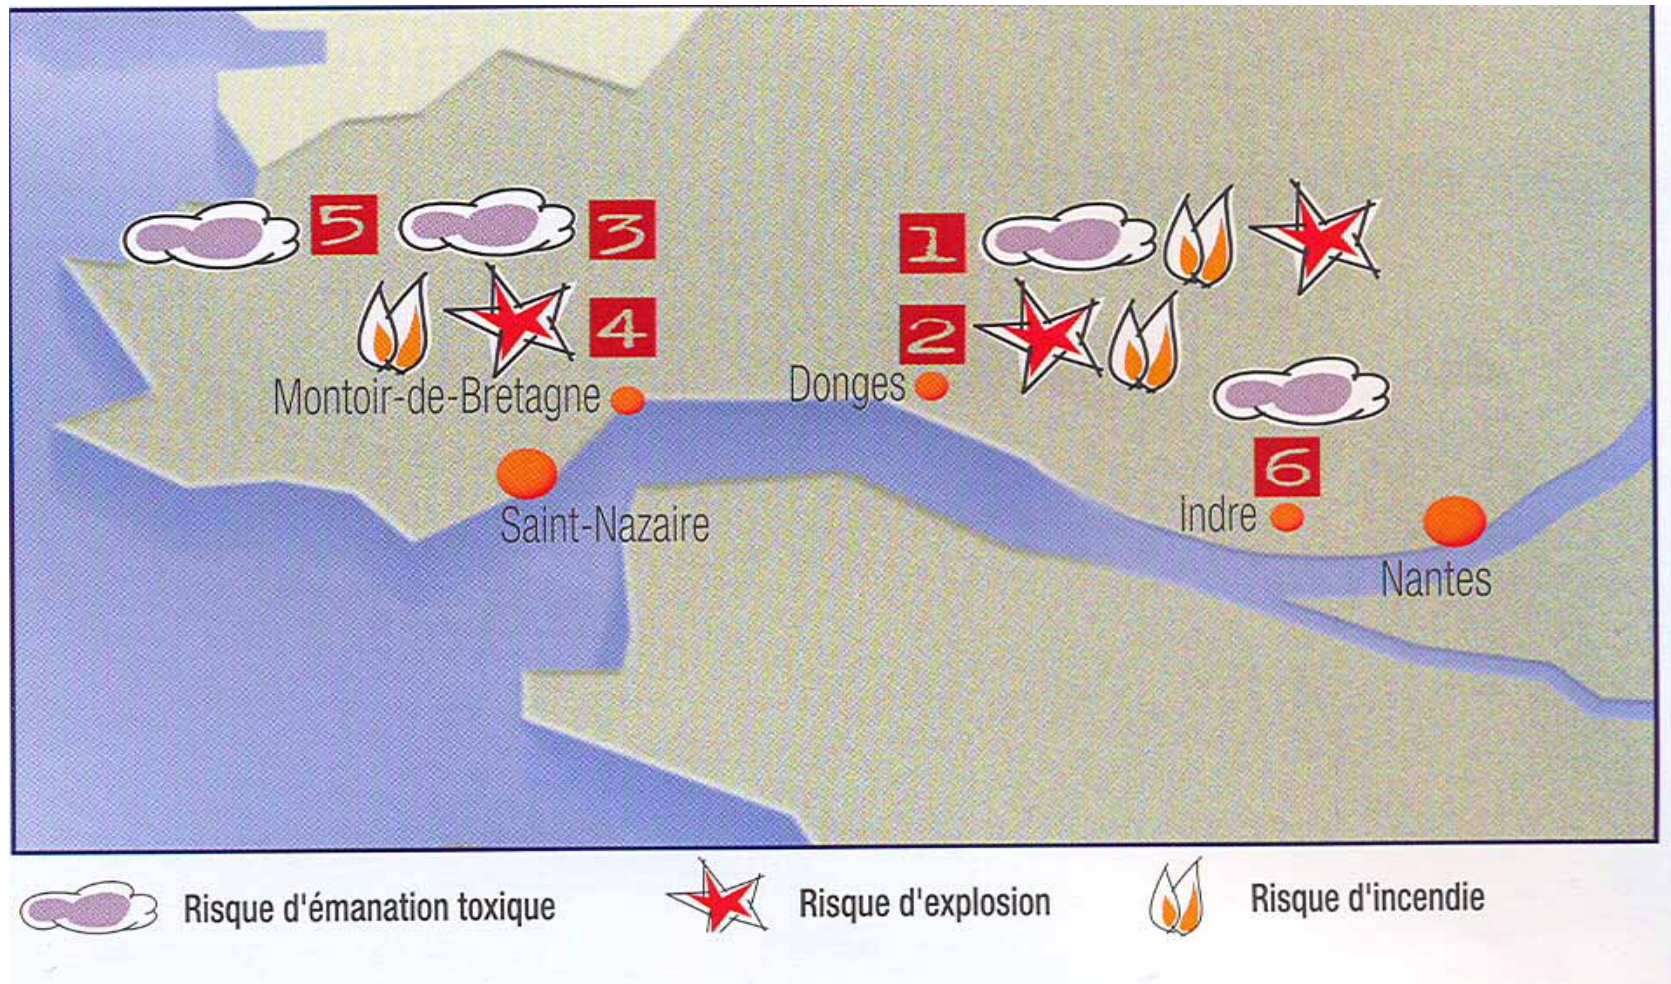 5
3
1
4
2
Montoir-de-Bretagne
Donges
6
Saint-Nazaire
Indre
Nantes
Risque d'émanation toxique
Risque d'explosion
Risque d'incendie